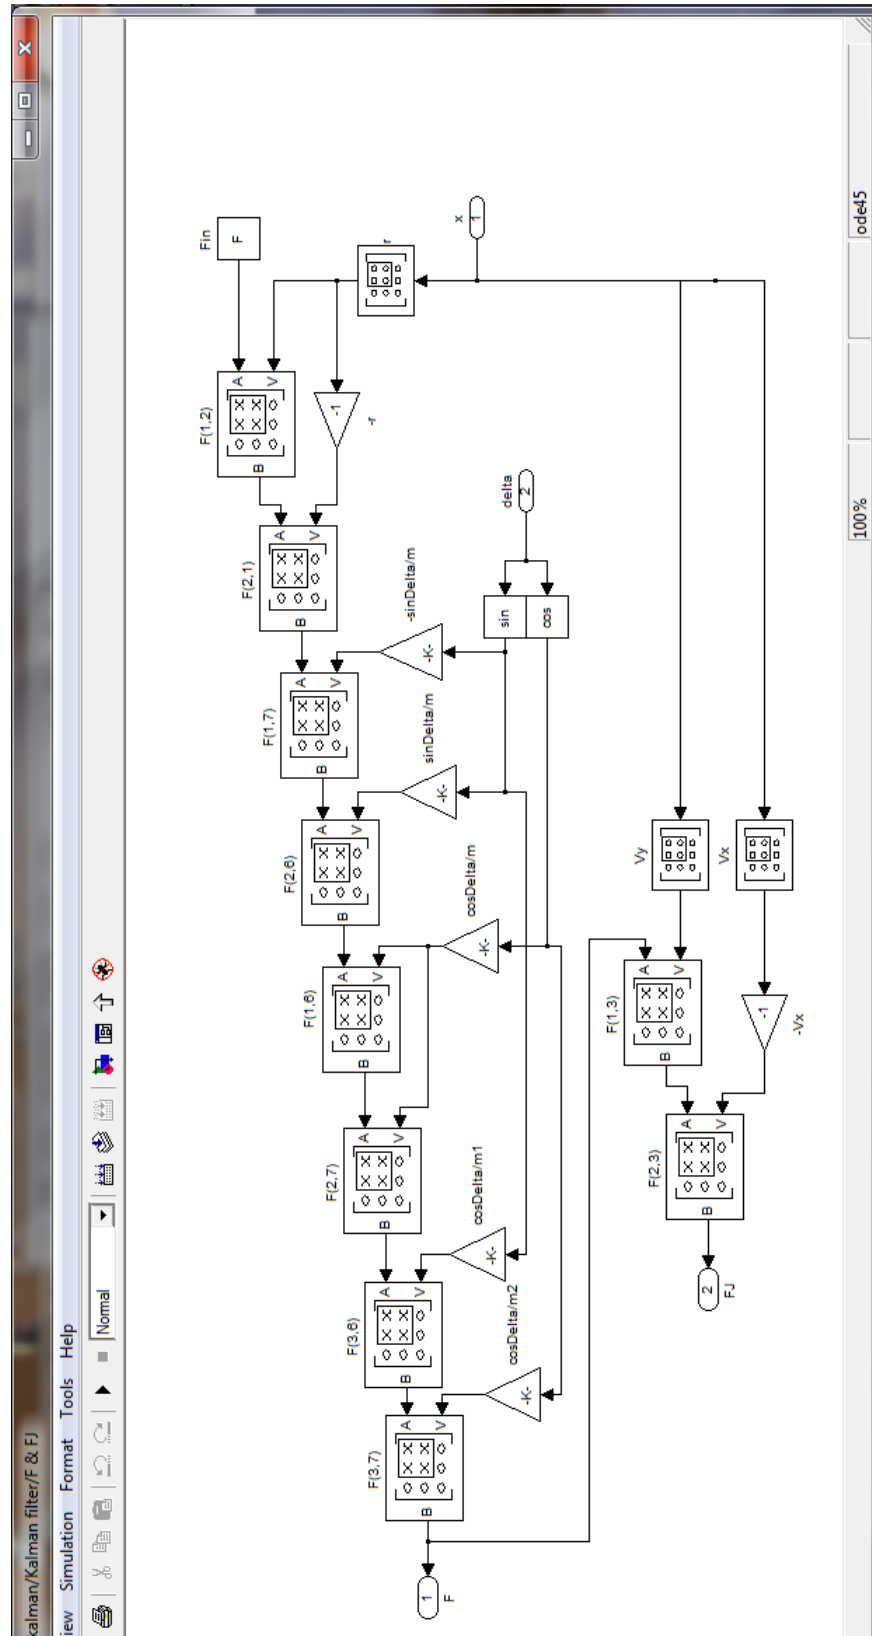 kalman/Kalman filter/F & FJ
iew Simulation Format Tools Help
Normal
Fin
F
F(1,2)
A
V
B
-1
-r
r
x
1
F(2,1)
A
V
B
F(1,7)
A
V
B
-K-
-sinDelta/m
F(2,6)
A
V
B
-K-
sinDelta/m
delta
2
sin
cos
F(1,6)
A
V
B
-K-
cosDelta/m
F(2,7)
A
V
B
F(3,6)
A
V
B
-K-
cosDelta/m1
F(3,7)
A
V
B
-K-
cosDelta/m2
1
F
Vy
Vx
F(1,3)
A
V
B
-1
-Vx
F(2,3)
A
V
B
2
FJ
100%
ode45